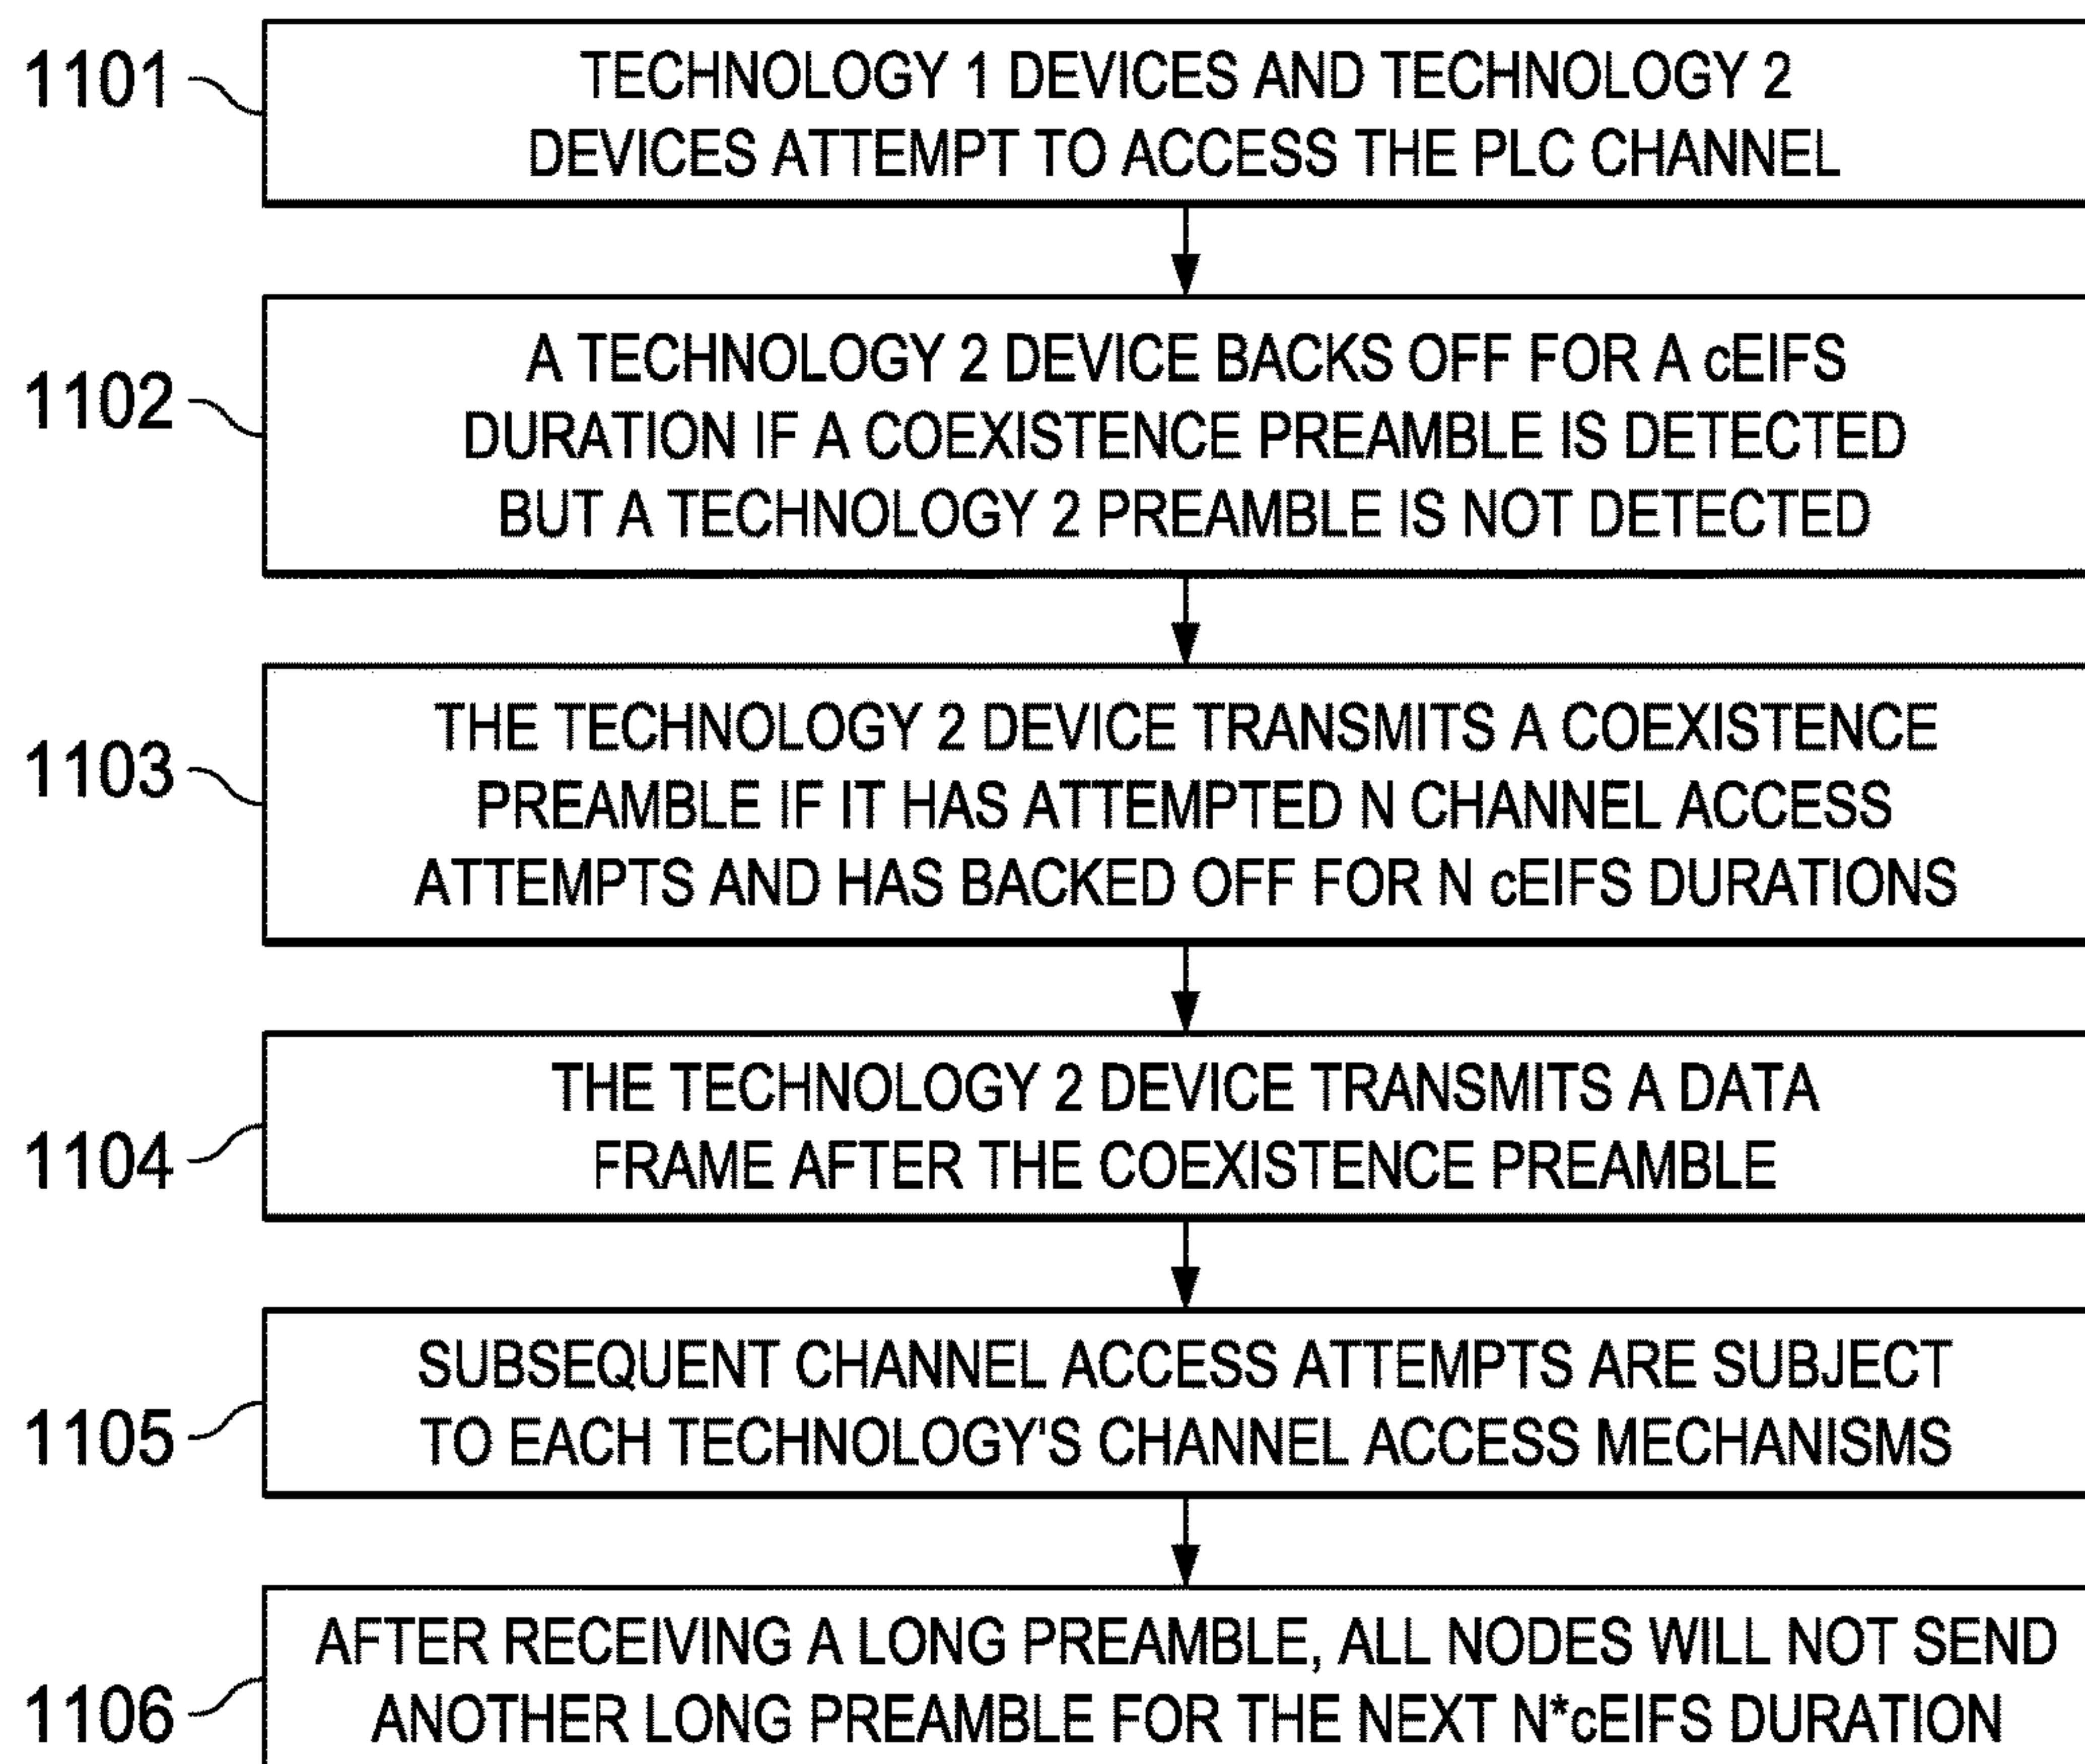 1101
TECHNOLOGY 1 DEVICES AND TECHNOLOGY 2
DEVICES ATTEMPT TO ACCESS THE PLC CHANNEL
1102
A TECHNOLOGY 2 DEVICE BACKS OFF FOR A cEIFS
DURATION IF A COEXISTENCE PREAMBLE IS DETECTED
BUT A TECHNOLOGY 2 PREAMBLE IS NOT DETECTED
1103
THE TECHNOLOGY 2 DEVICE TRANSMITS A COEXISTENCE
PREAMBLE IF IT HAS ATTEMPTED N CHANNEL ACCESS
ATTEMPTS AND HAS BACKED OFF FOR N cEIFS DURATIONS
1104
THE TECHNOLOGY 2 DEVICE TRANSMITS A DATA
FRAME AFTER THE COEXISTENCE PREAMBLE
1105
SUBSEQUENT CHANNEL ACCESS ATTEMPTS ARE SUBJECT
TO EACH TECHNOLOGY'S CHANNEL ACCESS MECHANISMS
1106
AFTER RECEIVING A LONG PREAMBLE, ALL NODES WILL NOT SEND
ANOTHER LONG PREAMBLE FOR THE NEXT N*cEIFS DURATION